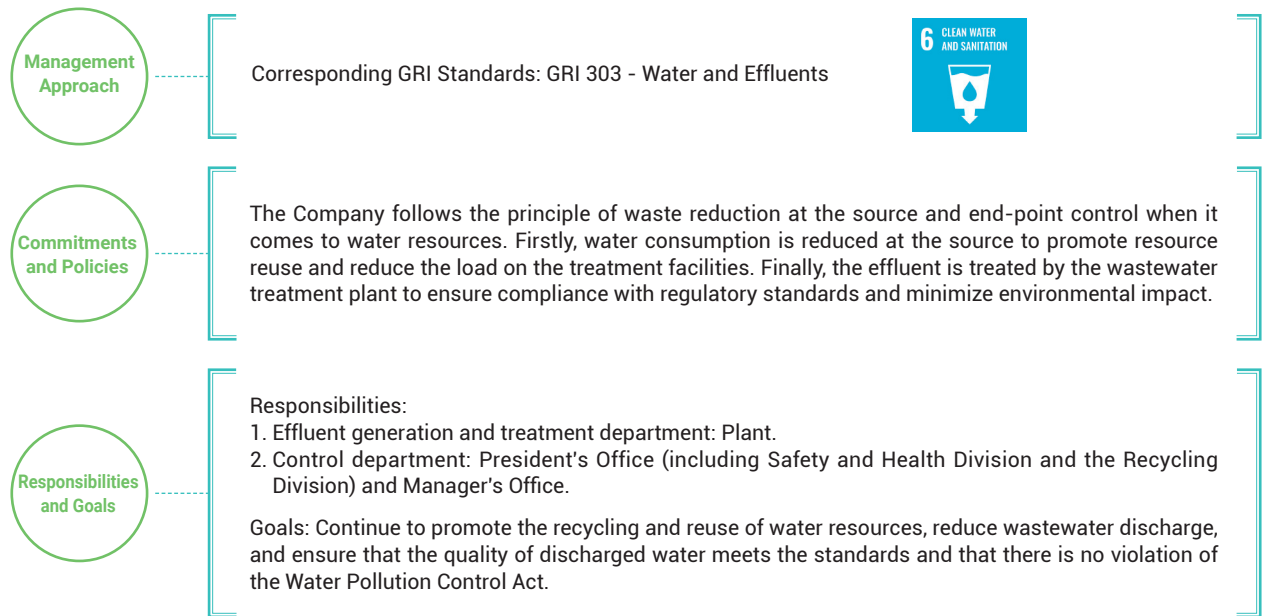 Management
Approach
Corresponding GRI Standards: GRI 303 - Water and Effluents
6 CLEAN WATER
AND SANITATION
Commitments
and Policies
The Company follows the principle of waste reduction at the source and end-point control when it
comes to water resources. Firstly, water consumption is reduced at the source to promote resource
reuse and reduce the load on the treatment facilities. Finally, the effluent is treated by the wastewater
treatment plant to ensure compliance with regulatory standards and minimize environmental impact.
Responsibilities
and Goals
Responsibilities:
1. Effluent generation and treatment department: Plant.
2. Control department: President's Office (including Safety and Health Division and the Recycling
Division) and Manager's Office.
Goals: Continue to promote the recycling and reuse of water resources, reduce wastewater discharge,
and ensure that the quality of discharged water meets the standards and that there is no violation of
the Water Pollution Control Act.